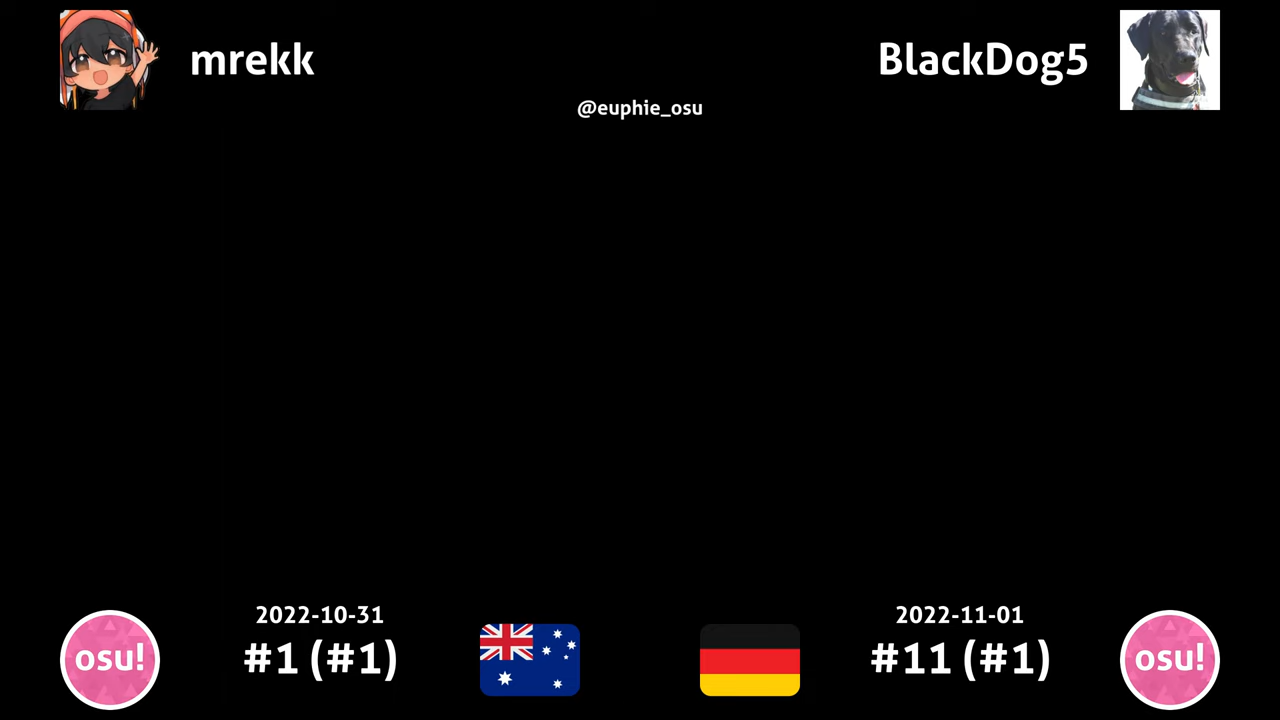 mrekk
BlackDog5
@euphie_osu
2022-10-31
#1 (#1)
2022-11-01
#11 (#1)
osu!
osu!